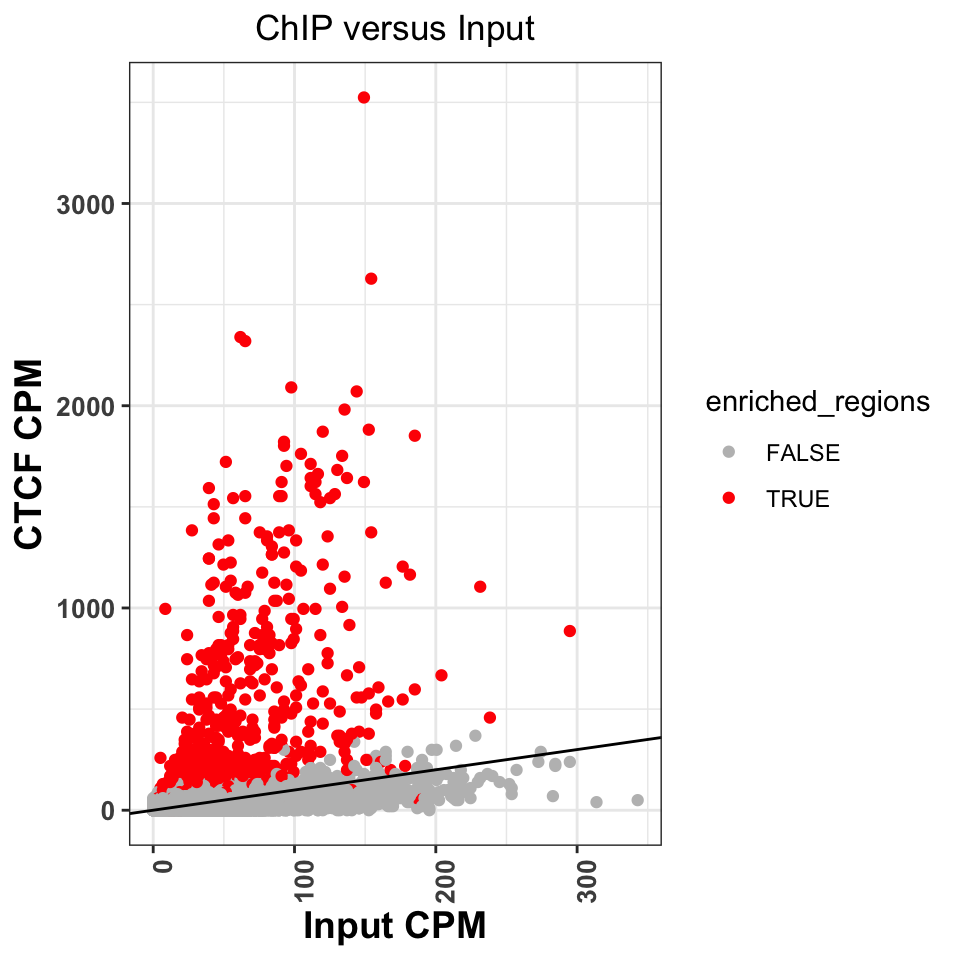 ChIP versus Input
3000
2000
1000
0
CTCF CPM
0
100
200
300
Input CPM
enriched_regions
FALSE
TRUE